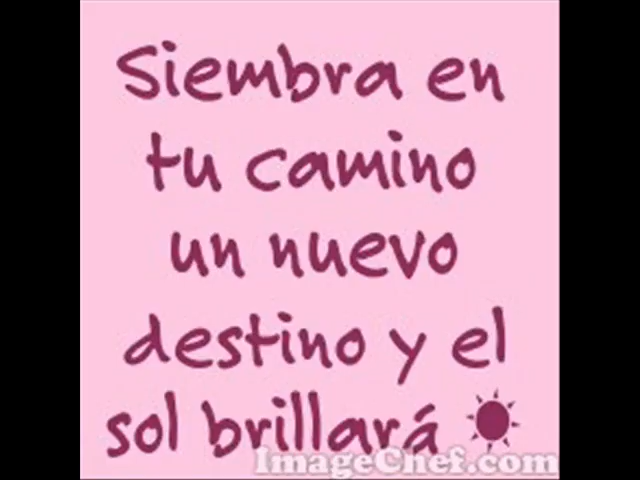 Siembra en
tu camino
un nuevo
destino y el
sol brillará
ImageChef.com